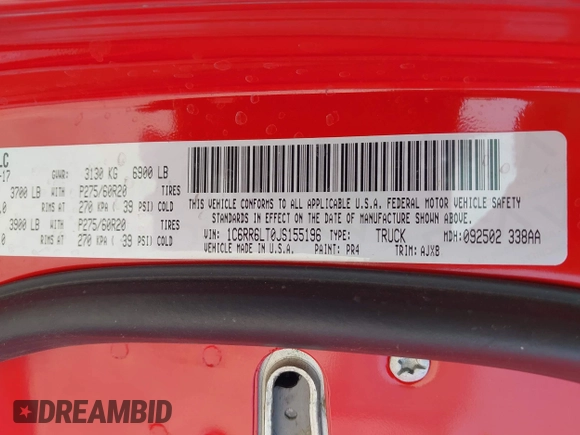 LC
-17 GVWR: 3130 KG 6900 LB
3700 LB WITH P275/60R20 TIRES
.0 RIMS AT 270 KPA ( 39 PSI) COLD
3900 LB WITH P275/60R20 TIRES
0 RIMS AT 270 KPA ( 39 PSI) COLD
THIS VEHICLE CONFORMS TO ALL APPLICABLE U.S.A. FEDERAL MOTOR VEHICLE SAFETY
STANDARDS IN EFFECT ON THE DATE OF MANUFACTURE SHOWN ABOVE.
VIN: 1C6RR6LT0JS155196 TYPE: TRUCK MDH: 092502 338AA
VEHICLE MADE IN U.S.A. PAINT: PR4 TRIM: AJX8
DREAMBID